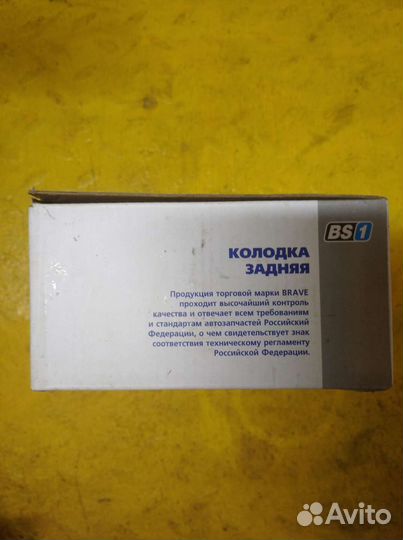 BS1
КОЛОДКА
ЗАДНЯЯ
Продукция торговой марки BRAVE
проходит высочайший контроль
качества и отвечает всем требованиям
и стандартам автозапчастей Российский
Федерации, о чем свидетельствует знак
соответствия техническому регламенту
Российской Федерации.
Avito